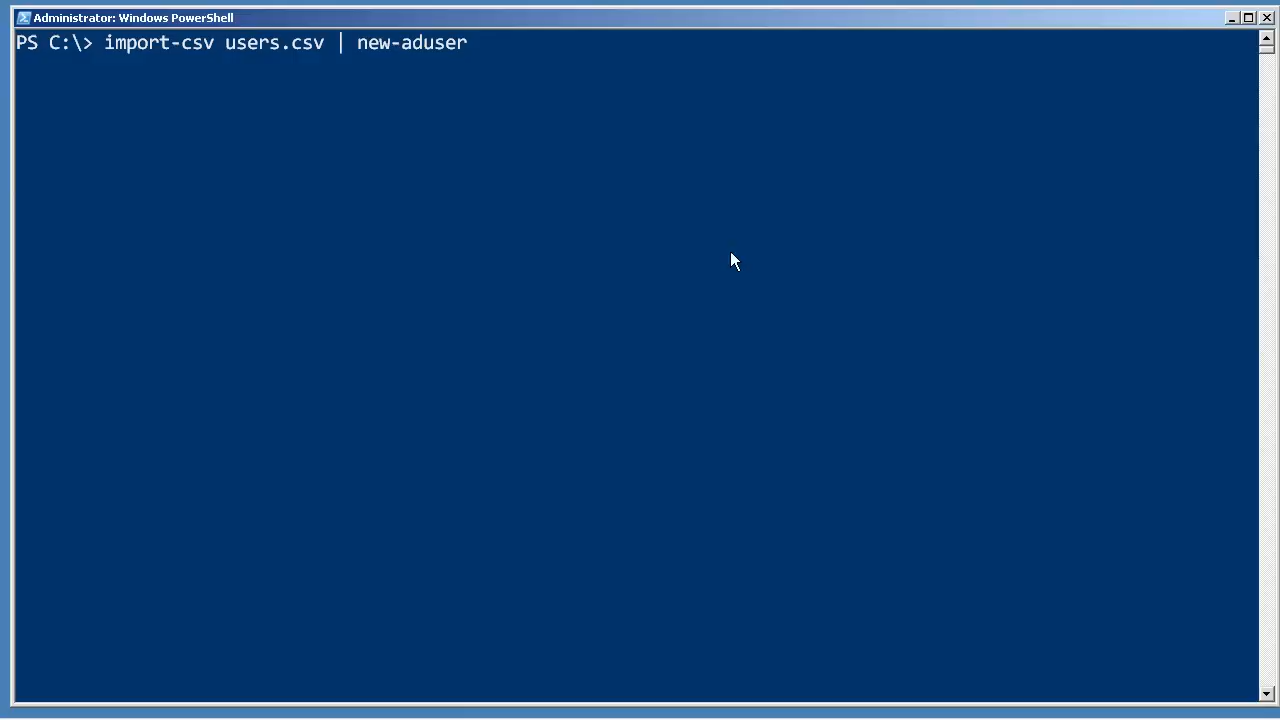 Administrator: Windows PowerShell
PS C:\> import-csv users.csv | new-aduser